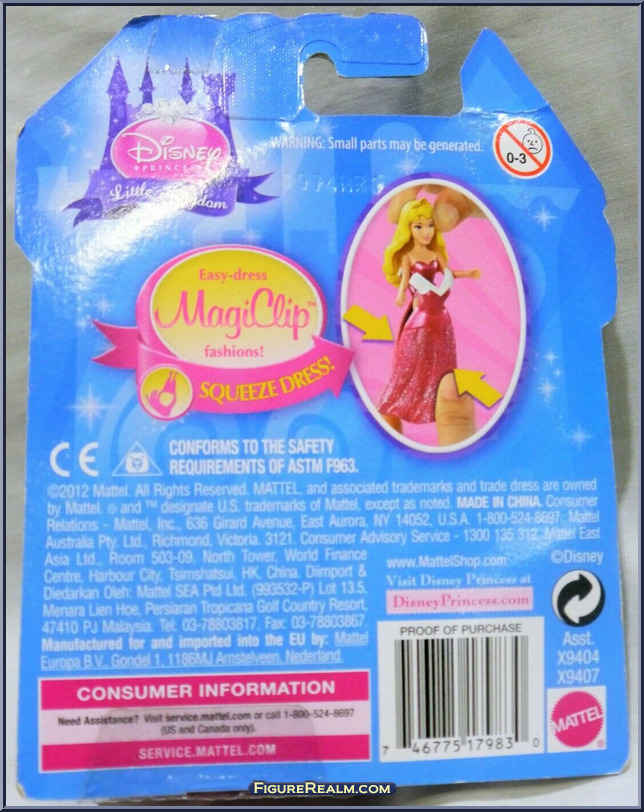 Disney
PRINCESS
Little Kingdom
WARNING: Small parts may be generated.
0-3
Easy-dress
MagiClip™
fashions!
SQUEEZE DRESS!
CE
CONFORMS TO THE SAFETY
REQUIREMENTS OF ASTM F963.
©2012 Mattel. All Rights Reserved. MATTEL, and associated trademarks and trade dress are owned
by Mattel. ® and ™ designate U.S. trademarks of Mattel, except as noted. MADE IN CHINA. Consumer
Relations - Mattel, Inc., 636 Girard Avenue, East Aurora, NY 14052, U.S.A. 1-800-524-8697. Mattel
Australia Pty. Ltd., Richmond, Victoria. 3121. Consumer Advisory Service - 1300 135 312. Mattel East
Asia Ltd., Room 503-09, North Tower, World Finance
Centre, Harbour City, Tsimshatsui, HK, China. Diimport &
Diedarkan Oleh: Mattel SEA Ptd Ltd. (993532-P) Lot 13.5,
Menara Lien Hoe, Persiaran Tropicana Golf Country Resort,
47410 PJ Malaysia. Tel: 03-78803817, Fax: 03-78803867.
Manufactured for and imported into the EU by: Mattel
Europa B.V., Gondel 1, 1186MJ Amstelveen, Nederland.
www.MattelShop.com ©Disney
Visit Disney Princess at
DisneyPrincess.com
PROOF OF PURCHASE
7 46775 17983 0
Asst.
X9404
X9407
MATTEL
CONSUMER INFORMATION
Need Assistance? Visit service.mattel.com or call 1-800-524-8697
(US and Canada only).
SERVICE.MATTEL.COM
FigureRealm.com